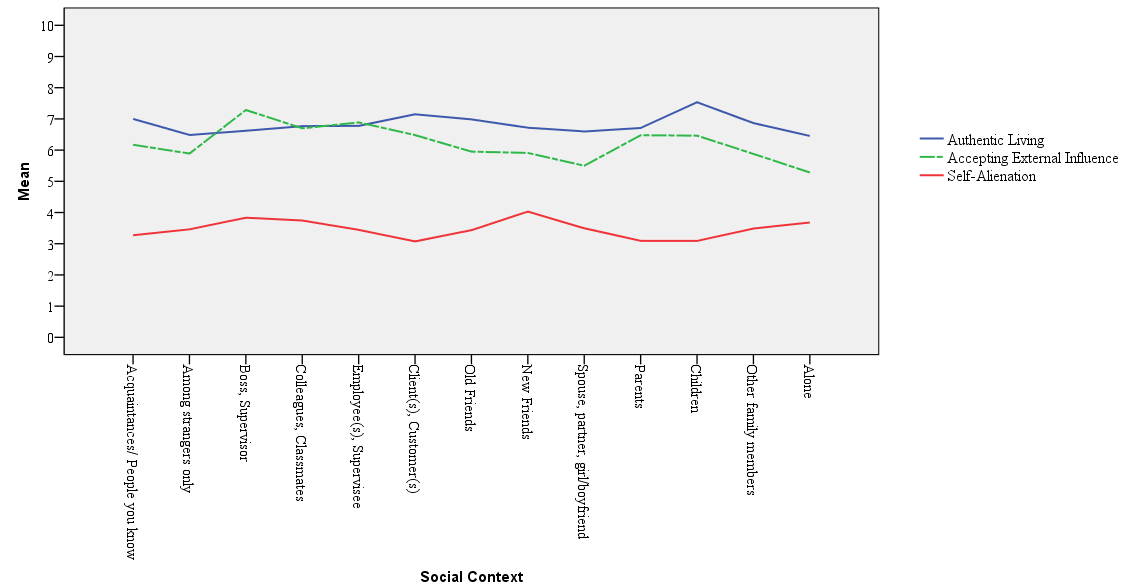 10
9
8
7
6
5
4
3
2
1
0
Mean
Authentic Living
Accepting External Influence
Self-Alienation
Acquaintances/ People you know
Among strangers only
Boss, Supervisor
Colleagues, Classmates
Employee(s), Supervisee
Client(s), Customer(s)
Old Friends
New Friends
Spouse, partner, girl/boyfriend
Parents
Children
Other family members
Alone
Social Context